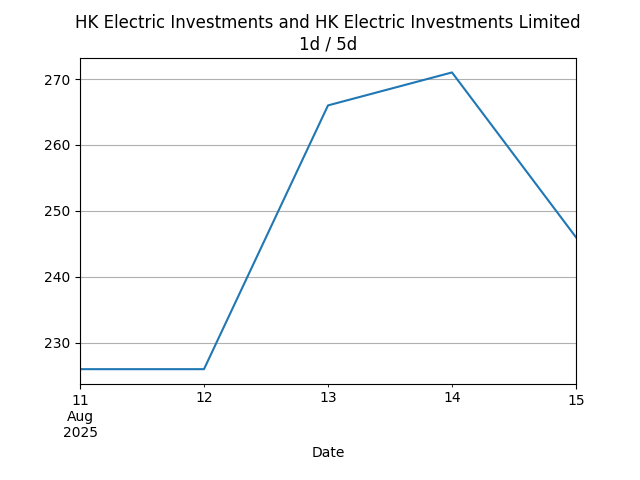 HK Electric Investments and HK Electric Investments Limited
1d / 5d
270
260
250
240
230
11 12 13 14 15
Aug
2025
Date